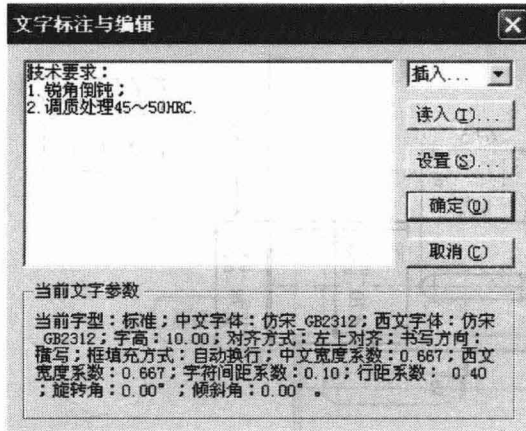 文字标注与编辑
技术要求：
1.锐角倒钝；
2.调质处理45～50HRC.
插入...
读入(I)...
设置(S)...
确定(O)
取消(C)
当前文字参数
当前字型：标准；中文字体：仿宋_GB2312；西文字体：仿宋
_GB2312；字高：10.00；对齐方式：左上对齐；书写方向：
横写；框填充方式：自动换行；中文宽度系数：0.667；西文
宽度系数：0.667；字符间距系数：0.10；行距系数： 0.40
；旋转角：0.00°；倾斜角：0.00°。